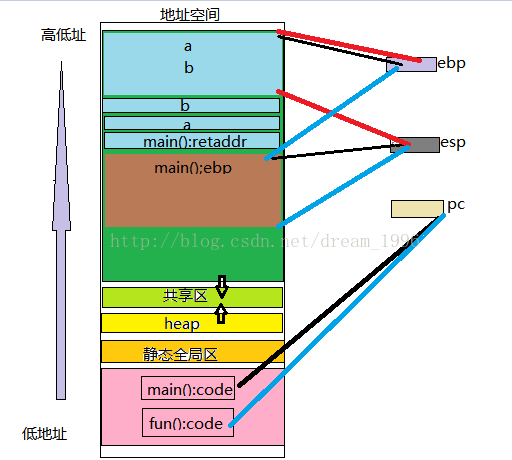 地址空间
高低址
a
b
ebp
b
a
main():retaddr
esp
main():ebp
pc
http://blog.csdn.net/dream_1996
共享区
heap
静态全局区
main():code
fun():code
低地址